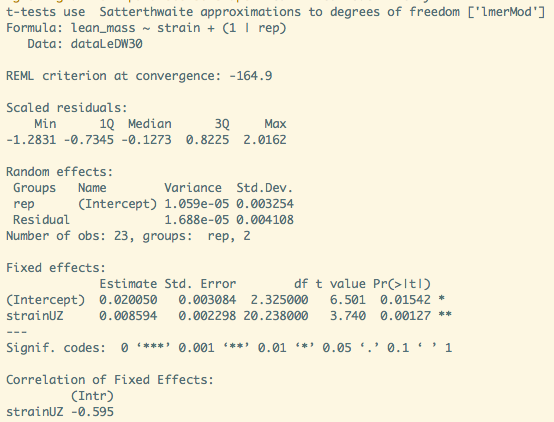 t-tests use  Satterthwaite approximations to degrees of freedom ['lmerMod']
Formula: lean_mass ~ strain + (1 | rep)
   Data: dataLeDW30
REML criterion at convergence: -164.9
Scaled residuals:
    Min      1Q  Median      3Q     Max
-1.2831 -0.7345 -0.1273  0.8225  2.0162
Random effects:
 Groups   Name        Variance  Std.Dev.
 rep      (Intercept) 1.059e-05 0.003254
 Residual             1.688e-05 0.004108
Number of obs: 23, groups:  rep, 2
Fixed effects:
             Estimate Std. Error        df t value Pr(>|t|)
(Intercept)  0.020050   0.003084  2.325000   6.501  0.01542 *
strainUZ     0.008594   0.002298 20.238000   3.740  0.00127 **
---
Signif. codes:  0 ‘***’ 0.001 ‘**’ 0.01 ‘*’ 0.05 ‘.’ 0.1 ‘ ’ 1
Correlation of Fixed Effects:
         (Intr)
strainUZ -0.595